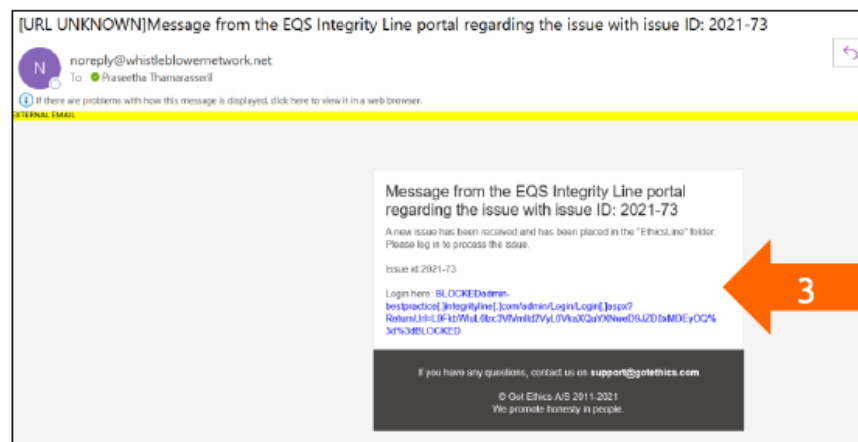 [URL UNKNOWN]Message from the EQS Integrity Line portal regarding the issue with issue ID: 2021-73
N
noreply@whistleblowernetwork.net
To Praseetha Thamarasseril
If there are problems with how this message is displayed, click here to view it in a web browser.
EXTERNAL EMAIL
Message from the EQS Integrity Line portal
regarding the issue with issue ID: 2021-73
A new issue has been received and has been placed in the "EthicsLine" folder.
Please log in to process the issue.
Issue id:2021-73
Login here: BLOCKEDadmin-
bestpractice[.]integrityline[.]com/admin/Login/Login[.]aspx?
3d%3dBLOCKED
3
If you have any questions, contact us on support@gotethics.com
© Got Ethics A/S 2011-2021
We promote honesty in people.